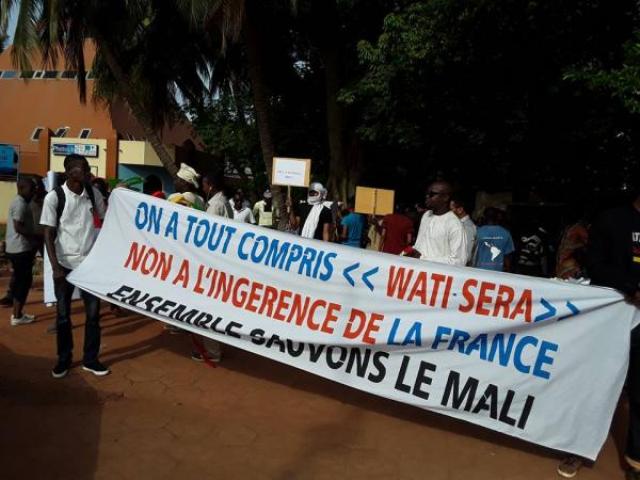 ON A TOUT COMPRIS << WATI-SERA>>
NON A L'INGERENCE DE LA FRANCE
ENSEMBLE SAUVONS LE MALI